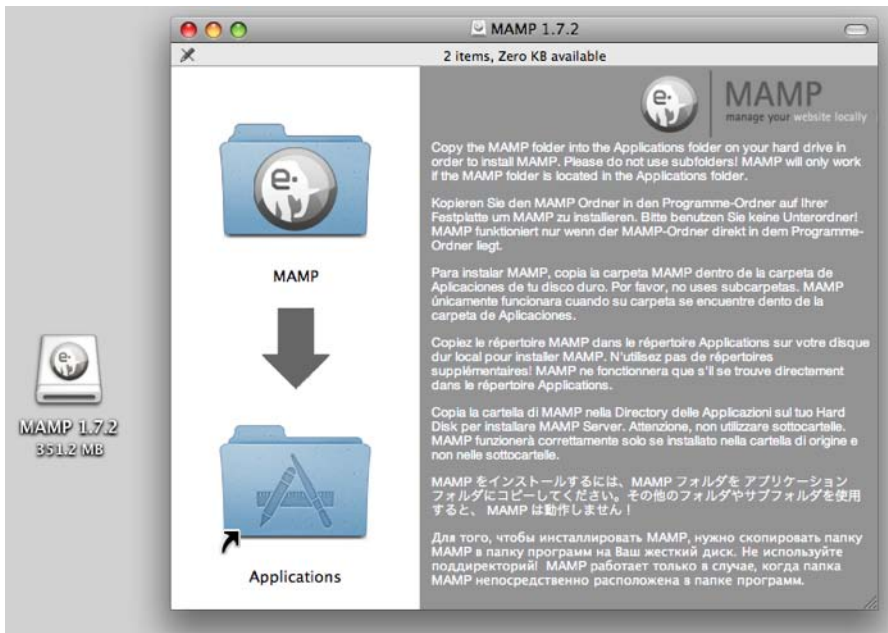 MAMP 1.7.2
2 items, Zero KB available
e.
MAMP
manage your website locally
e.
MAMP
Applications
e.
MAMP 1.7.2
351.2 MB
Copy the MAMP folder into the Applications folder on your hard drive in
order to install MAMP. Please do not use subfolders! MAMP will only work
if the MAMP folder is located in the Applications folder.
Kopieren Sie den MAMP Ordner in den Programme-Ordner auf Ihrer
Festplatte um MAMP zu installieren. Bitte benutzen Sie keine Unterordner!
MAMP funktioniert nur wenn der MAMP-Ordner direkt in dem Programme-
Ordner liegt.
Para instalar MAMP, copia la carpeta MAMP dentro de la carpeta de
Aplicaciones de tu disco duro. Por favor, no uses subcarpetas. MAMP
únicamente funcionara cuando su carpeta se encuentre dento de la
carpeta de Aplicaciones.
Copiez le répertoire MAMP dans le répertoire Applications sur votre disque
dur local pour installer MAMP. N'utilisez pas de répertoires
supplémentaires! MAMP ne fonctionnera que s'il se trouve directement
dans le répertoire Applications.
Copia la cartella di MAMP nella Directory delle Applicazioni sul tuo Hard
Disk per installare MAMP Server. Attenzione, non utilizzare sottocartelle.
MAMP funzionerà correttamente solo se installato nella cartella di origine e
non nelle sottocartelle.
MAMP をインストールするには、MAMP フォルダを アプリケーション
フォルダにコピーしてください。その他のフォルダやサブフォルダを使用
すると、 MAMP は動作しません！
Для того, чтобы инсталлировать MAMP, нужно скопировать папку
MAMP в папку программ на Ваш жесткий диск. Не используйте
поддиректорий! MAMP работает только в случае, когда папка
MAMP непосредственно расположена в папке программ.